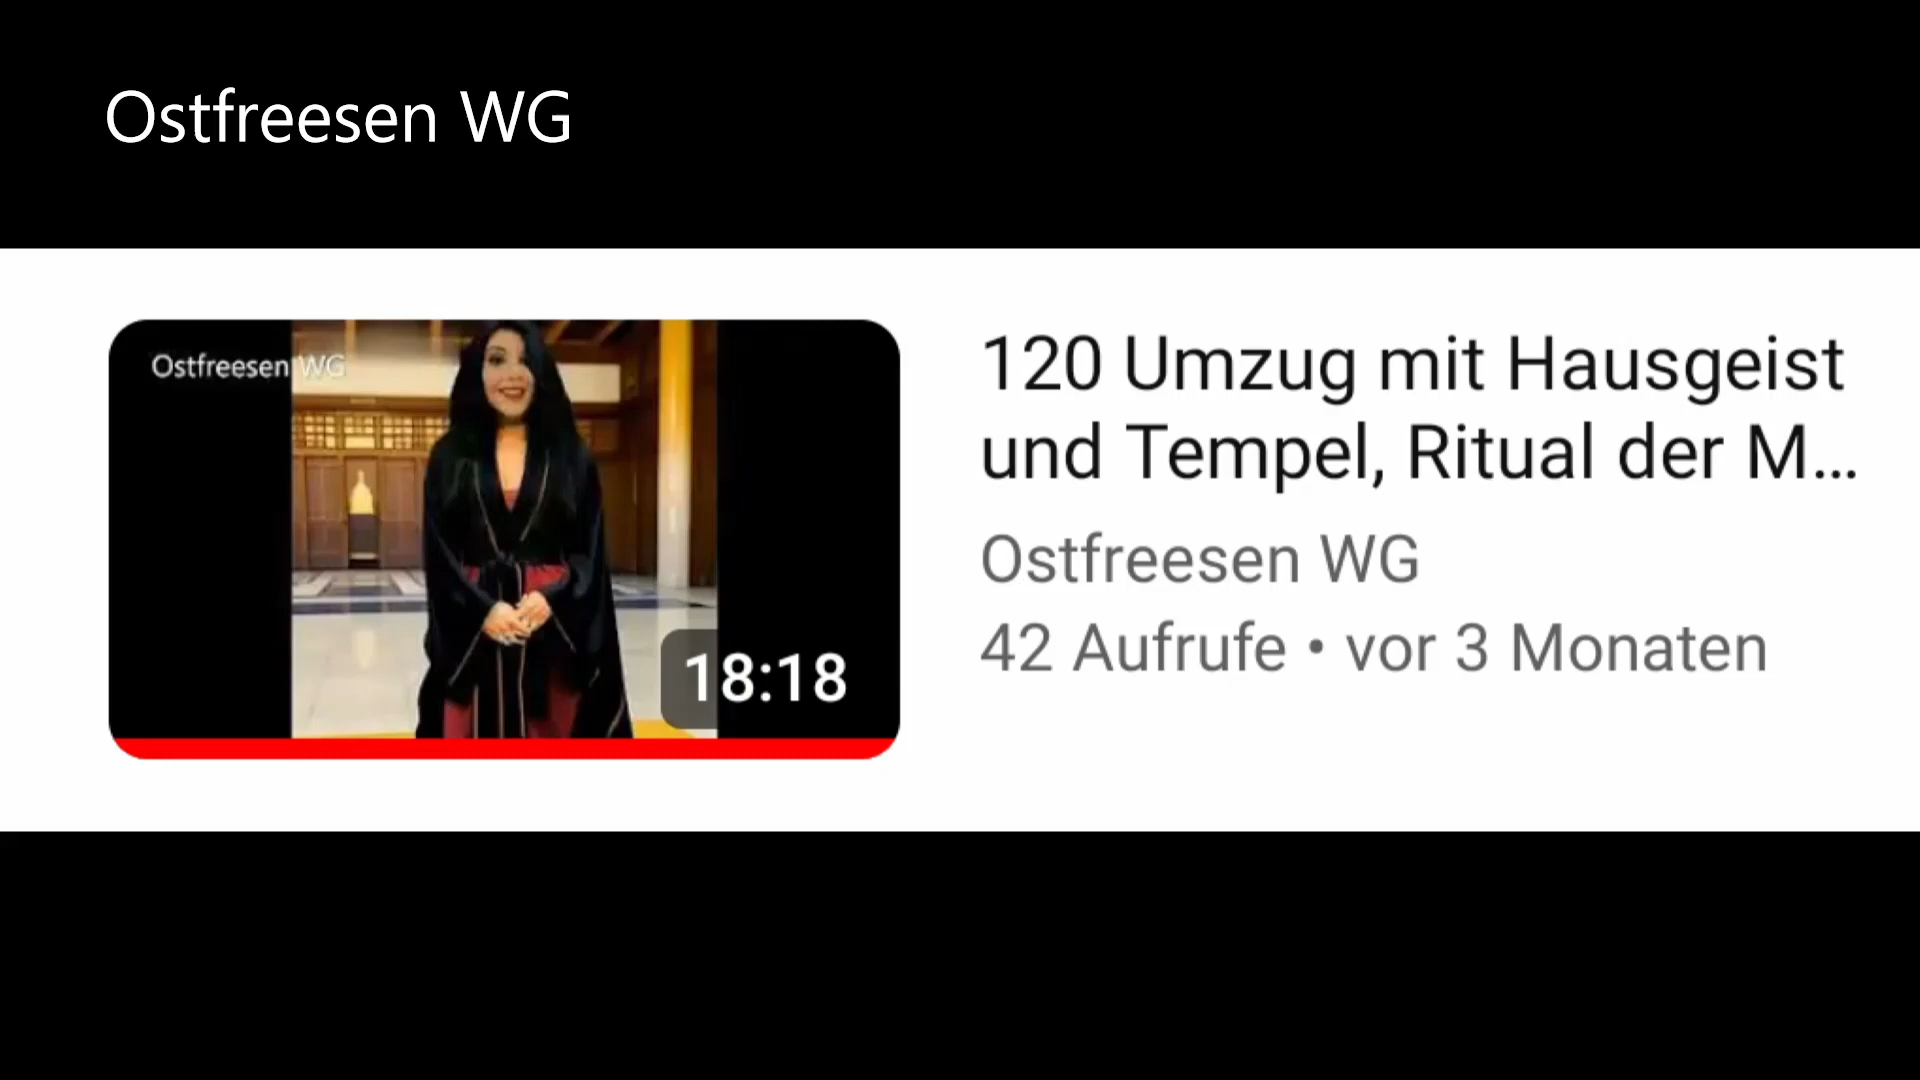 Ostfreesen WG
Ostfreesen WG
18:18
120 Umzug mit Hausgeist
und Tempel, Ritual der M...
Ostfreesen WG
42 Aufrufe • vor 3 Monaten